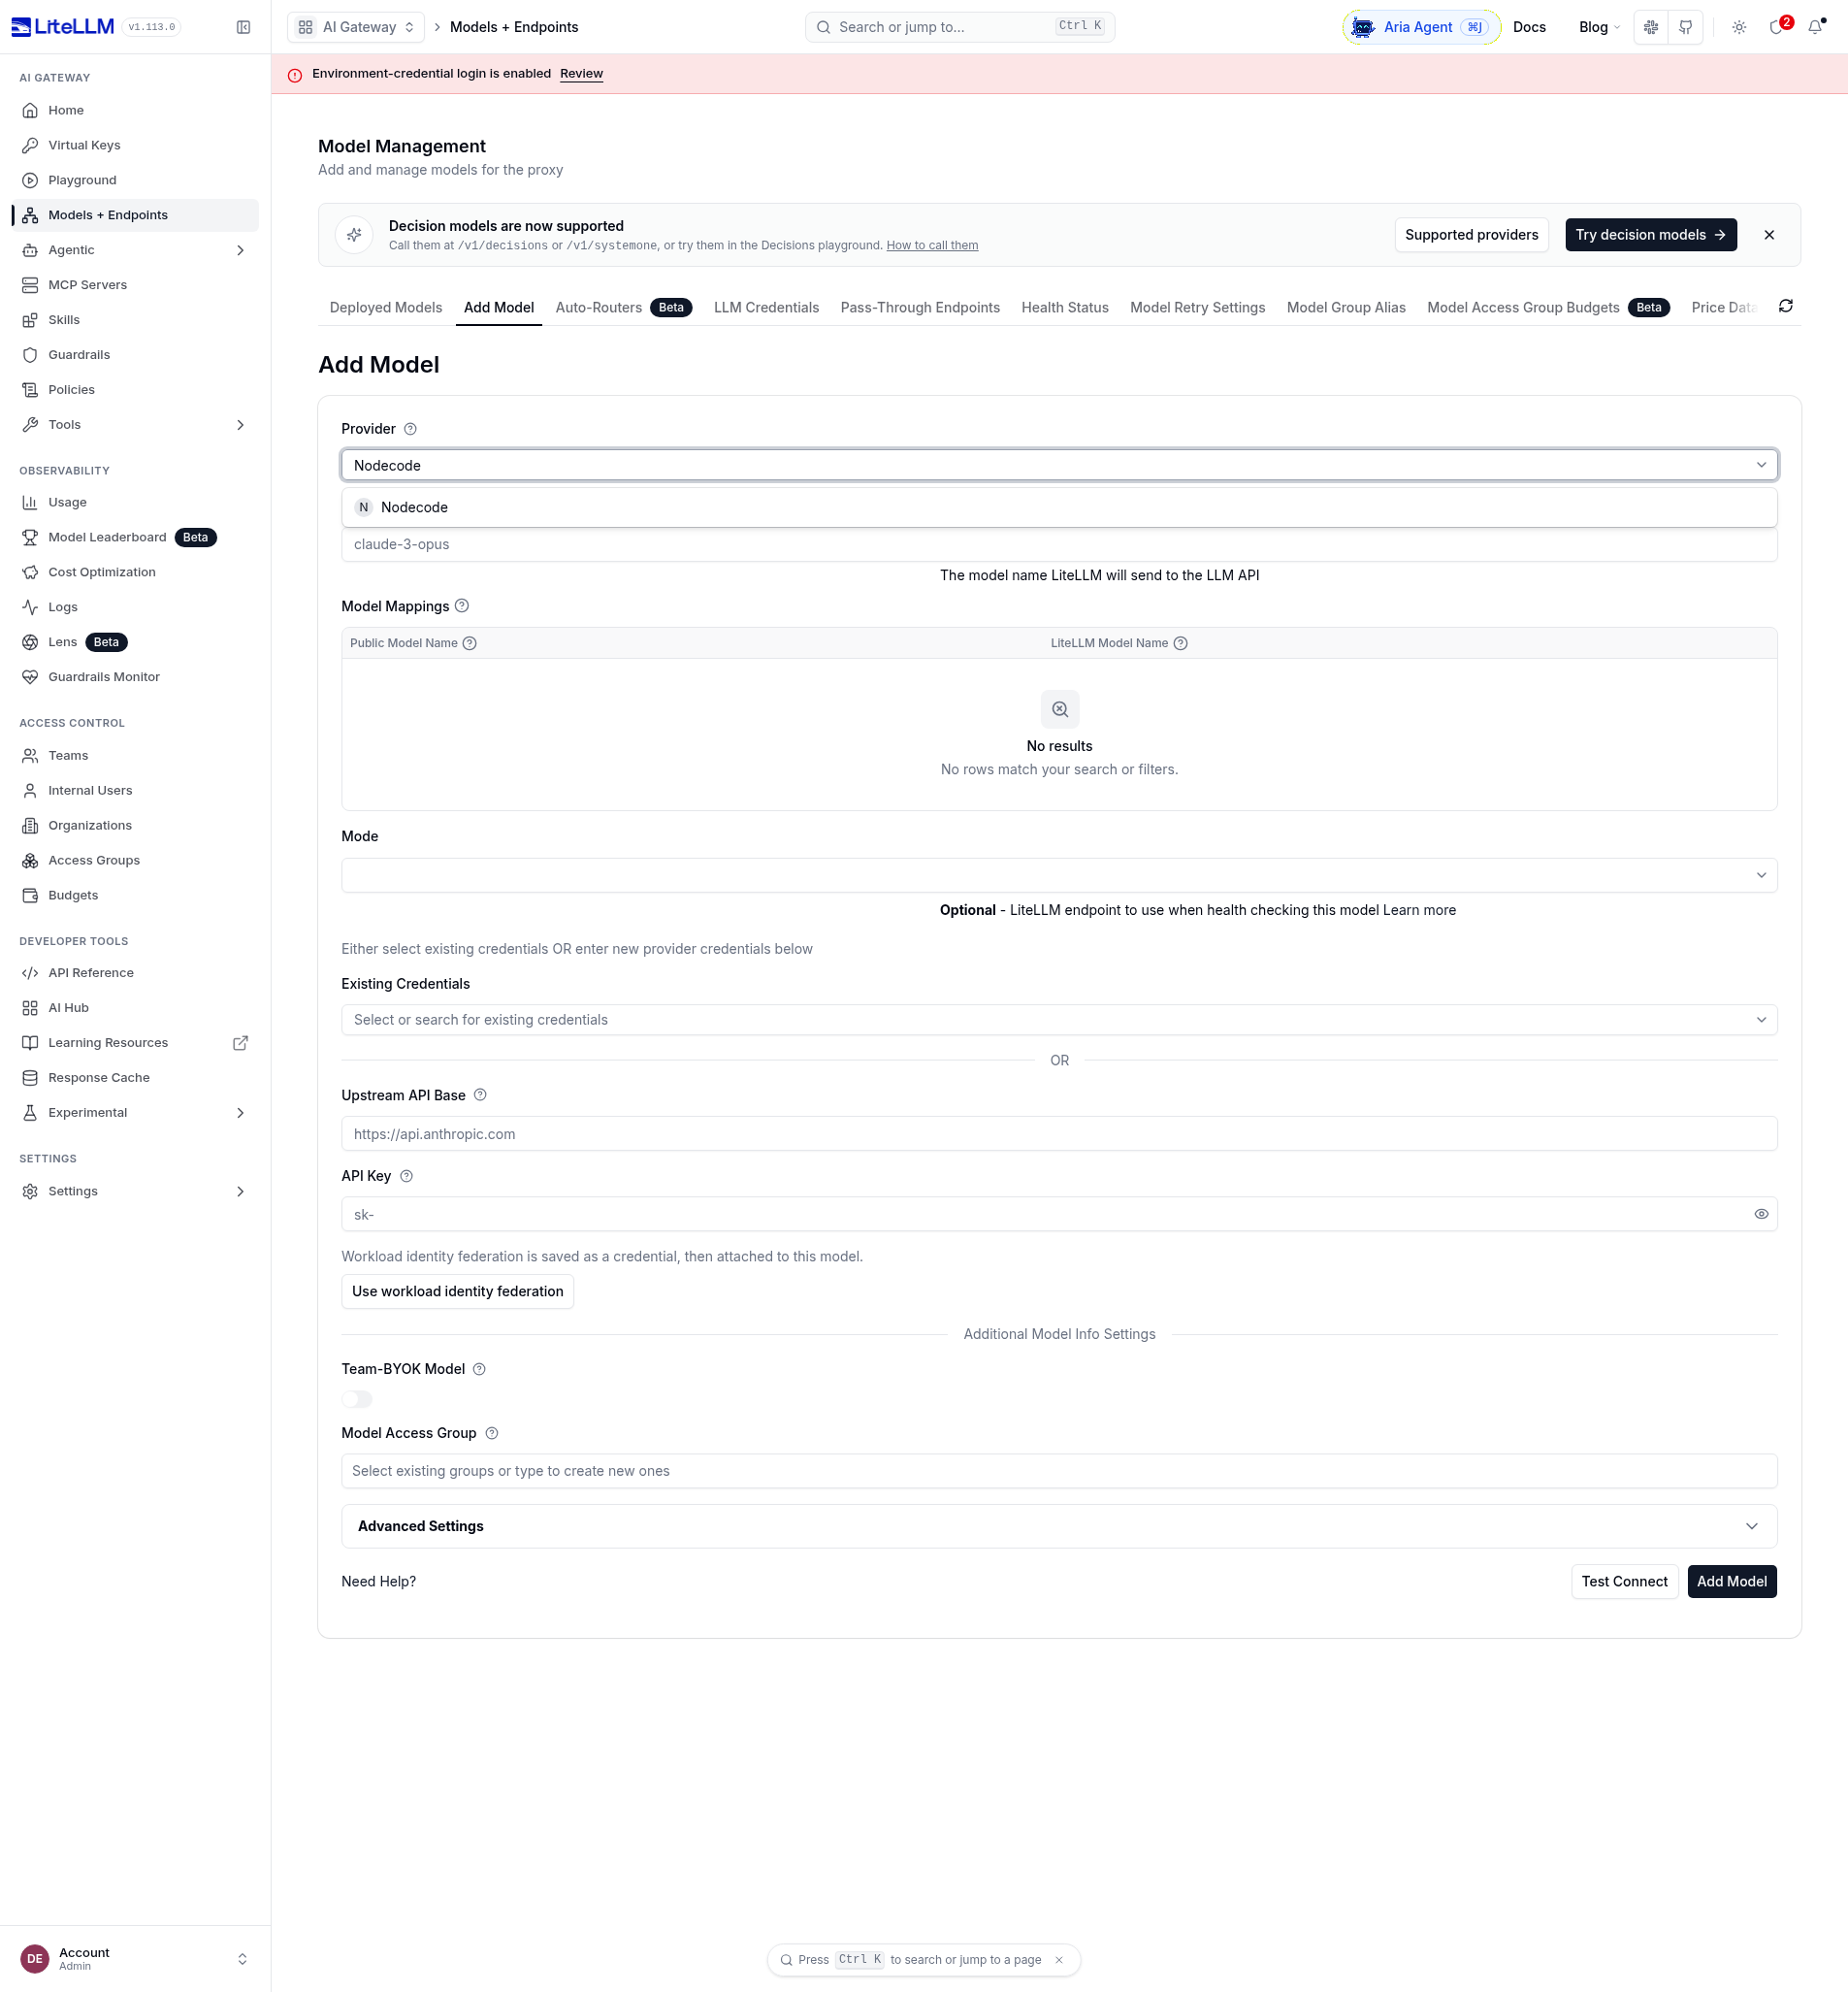 LiteLLM v1.113.0
AI Gateway
Models + Endpoints
Search or jump to... Ctrl K
Aria Agent ⌘J
Docs
Blog
2
Environment-credential login is enabled Review
AI GATEWAY
Home
Virtual Keys
Playground
Models + Endpoints
Agentic
MCP Servers
Skills
Guardrails
Policies
Tools
OBSERVABILITY
Usage
Model Leaderboard Beta
Cost Optimization
Logs
Lens Beta
Guardrails Monitor
ACCESS CONTROL
Teams
Internal Users
Organizations
Access Groups
Budgets
DEVELOPER TOOLS
API Reference
AI Hub
Learning Resources
Response Cache
Experimental
SETTINGS
Settings
DE Account
Admin
Model Management
Add and manage models for the proxy
Decision models are now supported
Call them at /v1/decisions or /v1/systemone, or try them in the Decisions playground. How to call them
Supported providers
Try decision models
Deployed Models Add Model Auto-Routers Beta LLM Credentials Pass-Through Endpoints Health Status Model Retry Settings Model Group Alias Model Access Group Budgets Beta Price Data
Add Model
Provider
Nodecode
N Nodecode
claude-3-opus
The model name LiteLLM will send to the LLM API
Model Mappings
Public Model Name LiteLLM Model Name
No results
No rows match your search or filters.
Mode
Optional - LiteLLM endpoint to use when health checking this model Learn more
Either select existing credentials OR enter new provider credentials below
Existing Credentials
Select or search for existing credentials
OR
Upstream API Base
https://api.anthropic.com
API Key
sk-
Workload identity federation is saved as a credential, then attached to this model.
Use workload identity federation
Additional Model Info Settings
Team-BYOK Model
Model Access Group
Select existing groups or type to create new ones
Advanced Settings
Need Help?
Test Connect
Add Model
Press Ctrl K to search or jump to a page